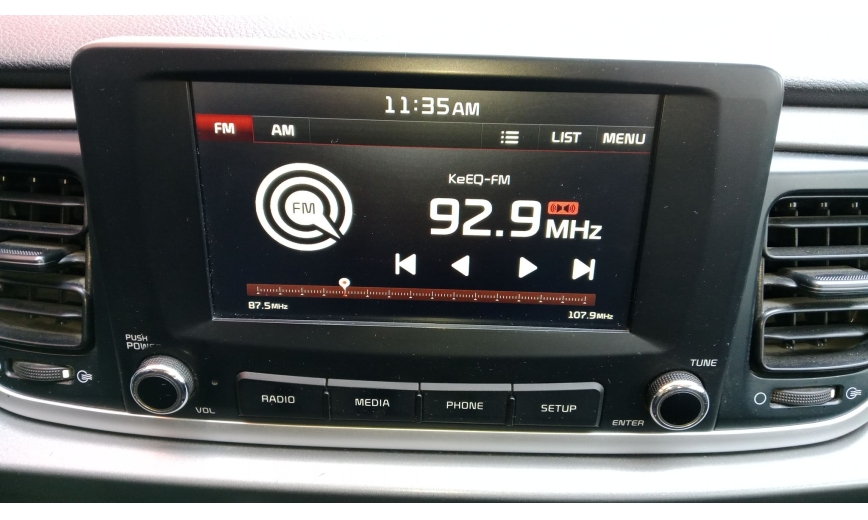 11:35AM
FM AM LIST MENU
KeEQ-FM
FM
92.9MHz
87.5MHz
107.9MHz
PUSH
POWER
TUNE
VOL
RADIO MEDIA PHONE SETUP
ENTER